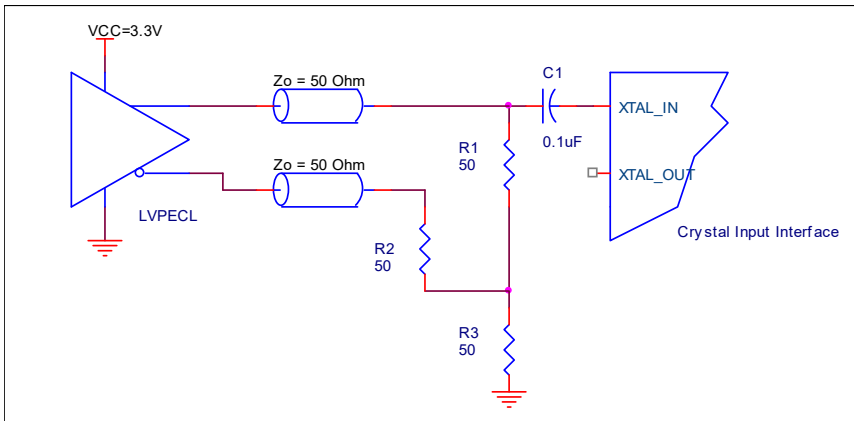 VCC=3.3V
Zo = 50 Ohm
C1
XTAL_IN
R1
50
0.1uF
Zo = 50 Ohm
XTAL_OUT
LVPECL
Crystal Input Interface
R2
50
R3
50